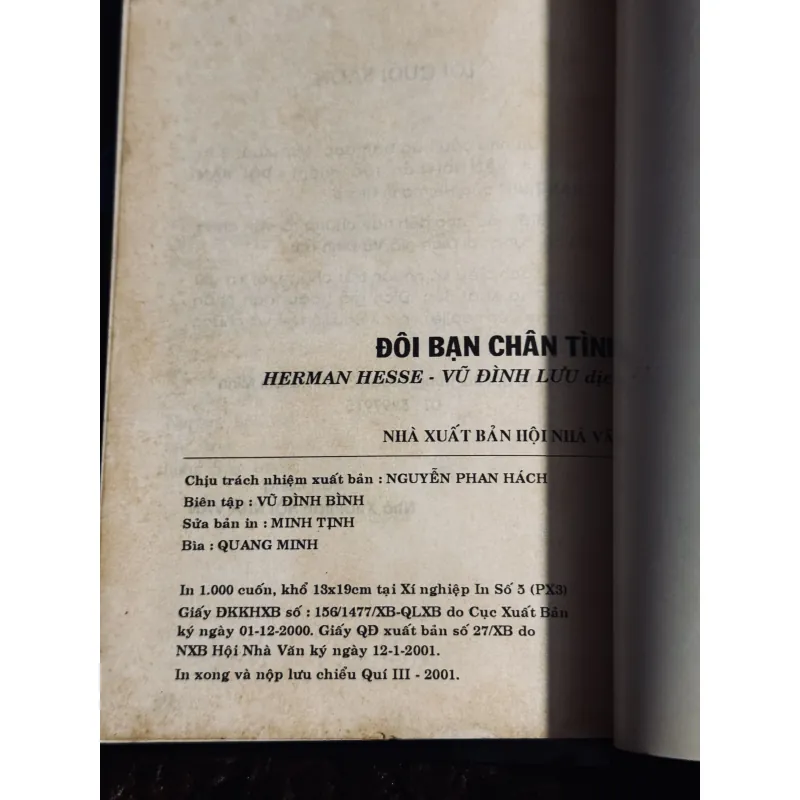 ĐÔI BẠN CHÂN TÌN
HERMAN HESSE - VŨ ĐÌNH LƯU dịc
NHÀ XUẤT BẢN HỘI NHÀ VĂ
Chịu trách nhiệm xuất bản : NGUYỄN PHAN HÁCH
Biên tập : VŨ ĐÌNH BÌNH
Sửa bản in : MINH TỊNH
Bìa : QUANG MINH
In 1.000 cuốn, khổ 13x19cm tại Xí nghiệp In Số 5 (PX3)
Giấy ĐKKHXB số : 156/1477/XB-QLXB do Cục Xuất Bản
ký ngày 01-12-2000. Giấy QĐ xuất bản số 27/XB do
NXB Hội Nhà Văn ký ngày 12-1-2001.
In xong và nộp lưu chiểu Quí III - 2001.